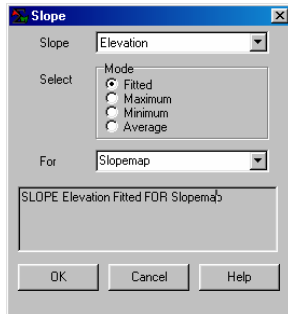 Slope
Slope Elevation
Select Mode
Fitted
Maximum
Minimum
Average
For Slopemap
SLOPE Elevation Fitted FOR Slopemap
OK Cancel Help